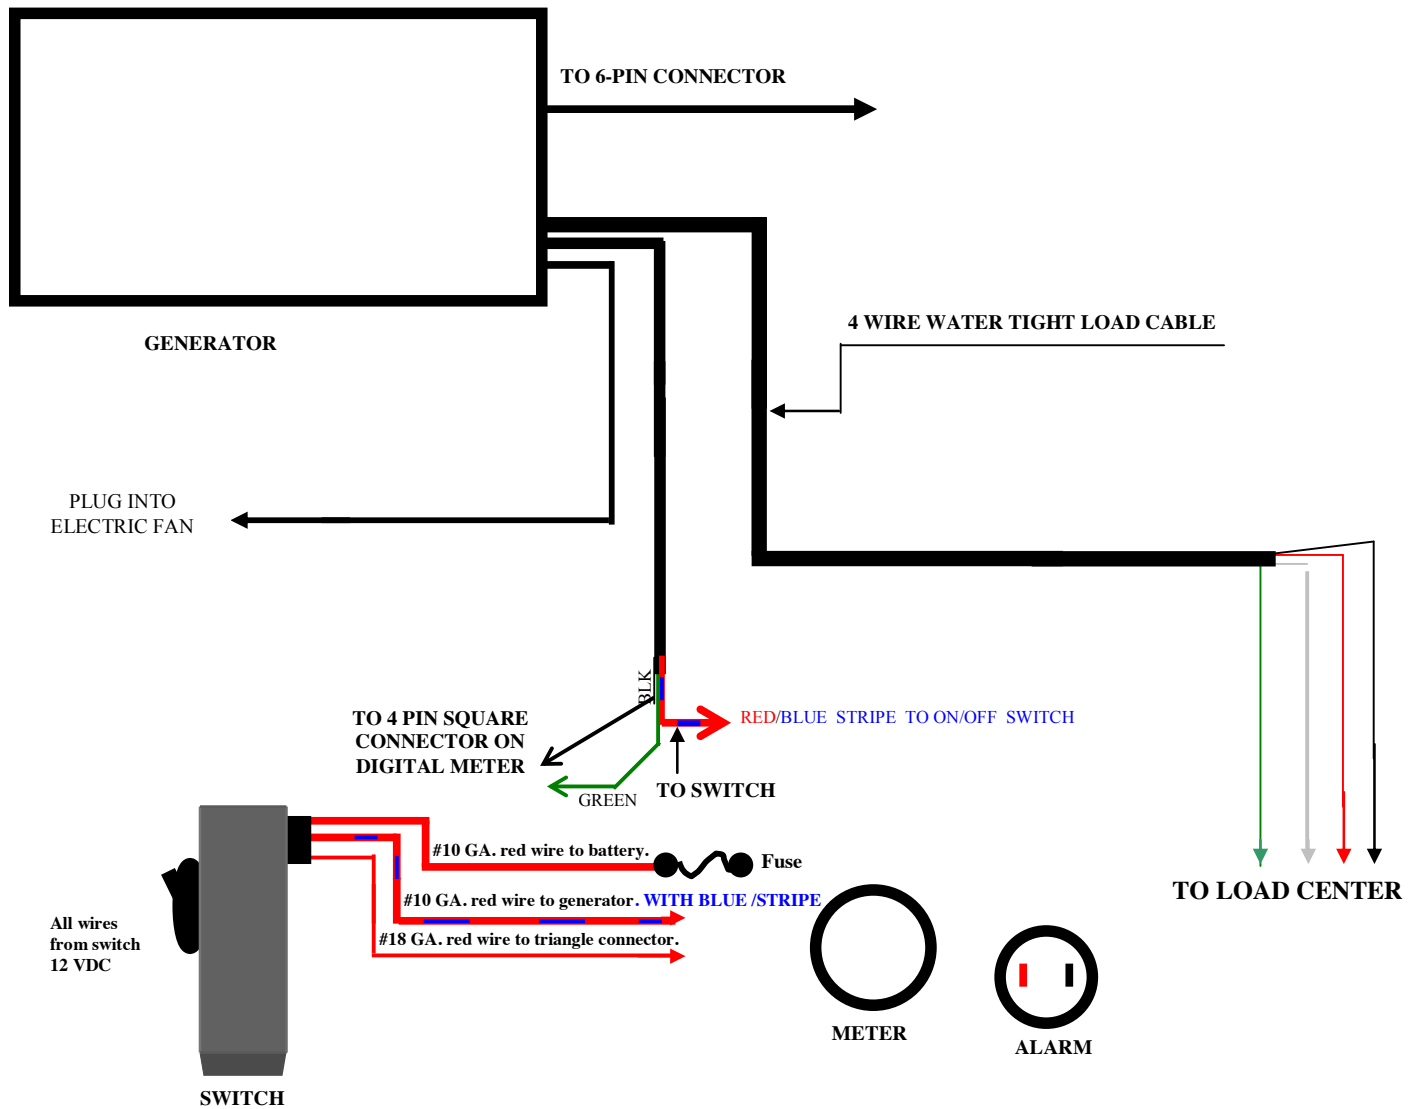 TO 6-PIN CONNECTOR
GENERATOR
4 WIRE WATER TIGHT LOAD CABLE
PLUG INTO
ELECTRIC FAN
BLK
TO 4 PIN SQUARE
CONNECTOR ON
DIGITAL METER
RED/BLUE STRIPE TO ON/OFF SWITCH
GREEN
TO SWITCH
#10 GA. red wire to battery.
Fuse
#10 GA. red wire to generator. WITH BLUE /STRIPE
#18 GA. red wire to triangle connector.
TO LOAD CENTER
All wires
from switch
12 VDC
METER
ALARM
SWITCH